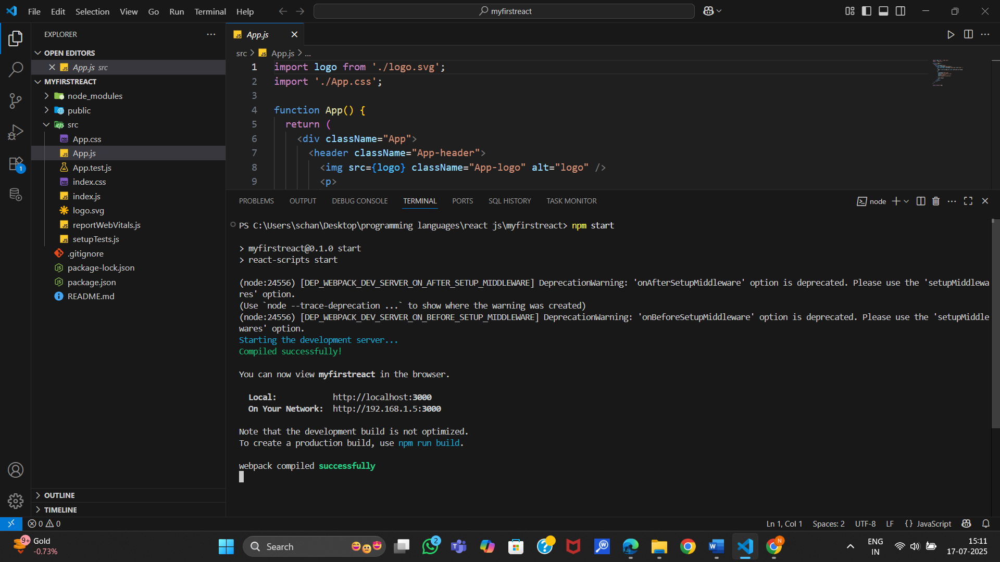 File Edit Selection View Go Run Terminal Help
myfirstreact
EXPLORER
OPEN EDITORS
App.js src
MYFIRSTREACT
node_modules
public
src
App.css
App.js
App.test.js
index.css
index.js
logo.svg
reportWebVitals.js
setupTests.js
.gitignore
package-lock.json
package.json
README.md
OUTLINE
TIMELINE
1
App.js
src > App.js > ...
1 import logo from './logo.svg';
2 import './App.css';
3
4 function App() {
5 return (
6 <div className="App">
7 <header className="App-header">
8 <img src={logo} className="App-logo" alt="logo" />
9 <p>
PROBLEMS OUTPUT DEBUG CONSOLE TERMINAL PORTS SQL HISTORY TASK MONITOR
node
PS C:\Users\schan\Desktop\programming languages\react js\myfirstreact> npm start
> myfirstreact@0.1.0 start
> react-scripts start
(node:24556) [DEP_WEBPACK_DEV_SERVER_ON_AFTER_SETUP_MIDDLEWARE] DeprecationWarning: 'onAfterSetupMiddleware' option is deprecated. Please use the 'setupMiddlewa
res' option.
(Use `node --trace-deprecation ...` to show where the warning was created)
(node:24556) [DEP_WEBPACK_DEV_SERVER_ON_BEFORE_SETUP_MIDDLEWARE] DeprecationWarning: 'onBeforeSetupMiddleware' option is deprecated. Please use the 'setupMiddle
wares' option.
Starting the development server...
Compiled successfully!
You can now view myfirstreact in the browser.
Local: http://localhost:3000
On Your Network: http://192.168.1.5:3000
Note that the development build is not optimized.
To create a production build, use npm run build.
webpack compiled successfully
0 0
Ln 1, Col 1 Spaces: 2 UTF-8 LF {} JavaScript
9+
Gold
-0.73%
Search
2
N
ENG
IN
15:11
17-07-2025